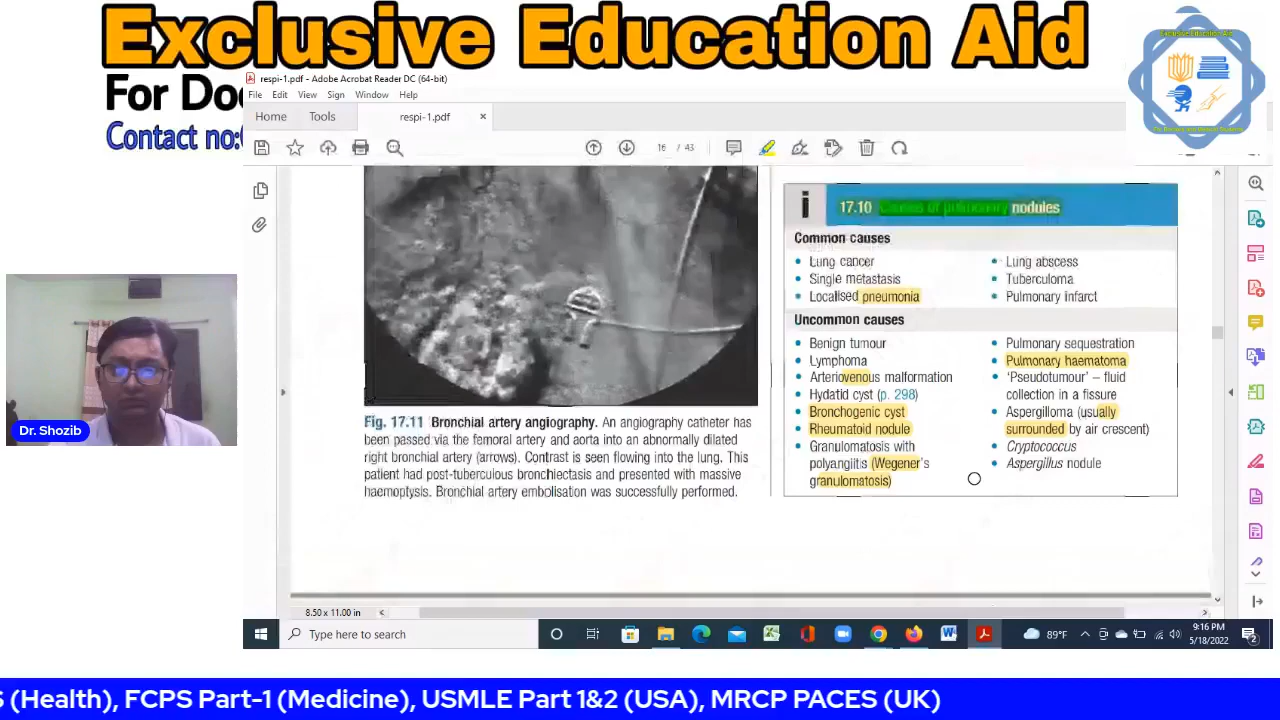 Exclusive Education Aid
For Do
Contact no:
respi-1.pdf - Adobe Acrobat Reader DC (64-bit)
File Edit View Sign Window Help
Home Tools respi-1.pdf ×
16 / 43
17.10 Causes of pulmonary nodules
Common causes
• Lung cancer
• Single metastasis
• Localised pneumonia
• Lung abscess
• Tuberculoma
• Pulmonary infarct
Uncommon causes
• Benign tumour
• Lymphoma
• Arteriovenous malformation
• Hydatid cyst (p. 298)
• Bronchogenic cyst
• Rheumatoid nodule
• Granulomatosis with
polyangiitis (Wegener's
granulomatosis)
• Pulmonary sequestration
• Pulmonary haematoma
• 'Pseudotumour' – fluid
collection in a fissure
• Aspergilloma (usually
surrounded by air crescent)
• Cryptococcus
• Aspergillus nodule
Fig. 17.11 Bronchial artery angiography. An angiography catheter has
been passed via the femoral artery and aorta into an abnormally dilated
right bronchial artery (arrows). Contrast is seen flowing into the lung. This
patient had post-tuberculous bronchiectasis and presented with massive
haemoptysis. Bronchial artery embolisation was successfully performed.
Dr. Shozib
8.50 x 11.00 in
Type here to search
89°F
9:16 PM
5/18/2022
S (Health), FCPS Part-1 (Medicine), USMLE Part 1&2 (USA), MRCP PACES (UK)